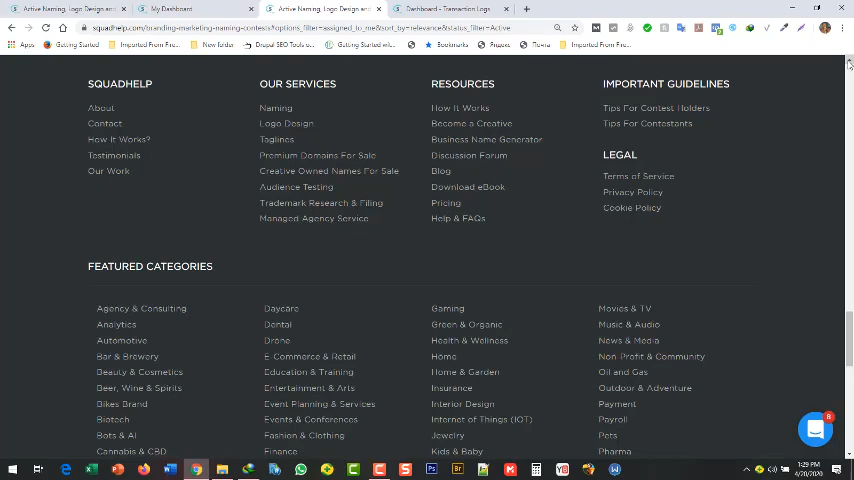 Active Naming, Logo Design an
My Dashboard
Active Naming, Logo Design an
Dashboard - Transaction Logs
squadhelp.com/branding-marketing-naming-contests?options_filter=assigned_to_me&sort_by=relevance&status_filter=Active
Apps
Getting Started
Imported From Fire...
New folder
Drupal SEO Tools o...
Getting Started wi...
Bookmarks
Яндекс
Почта
Imported From Fire...
SQUADHELP
About
Contact
How It Works?
Testimonials
Our Work
OUR SERVICES
Naming
Logo Design
Taglines
Premium Domains For Sale
Creative Owned Names For Sale
Audience Testing
Trademark Research & Filing
Managed Agency Service
RESOURCES
How It Works
Become a Creative
Business Name Generator
Discussion Forum
Blog
Download eBook
Pricing
Help & FAQs
IMPORTANT GUIDELINES
Tips For Contest Holders
Tips For Contestants
LEGAL
Terms of Service
Privacy Policy
Cookie Policy
FEATURED CATEGORIES
Agency & Consulting
Analytics
Automotive
Bar & Brewery
Beauty & Cosmetics
Beer, Wine & Spirits
Bikes Brand
Biotech
Bots & AI
Cannabis & CBD
Daycare
Dental
Drone
E-Commerce & Retail
Education & Training
Entertainment & Arts
Event Planning & Services
Events & Conferences
Fashion & Clothing
Finance
Gaming
Green & Organic
Health & Wellness
Home
Home & Garden
Insurance
Interior Design
Internet of Things (IOT)
Jewelry
Kids & Baby
Movies & TV
Music & Audio
News & Media
Non-Profit & Community
Oil and Gas
Outdoor & Adventure
Payment
Payroll
Pets
Pharma
8
1:29 PM
4/20/2020